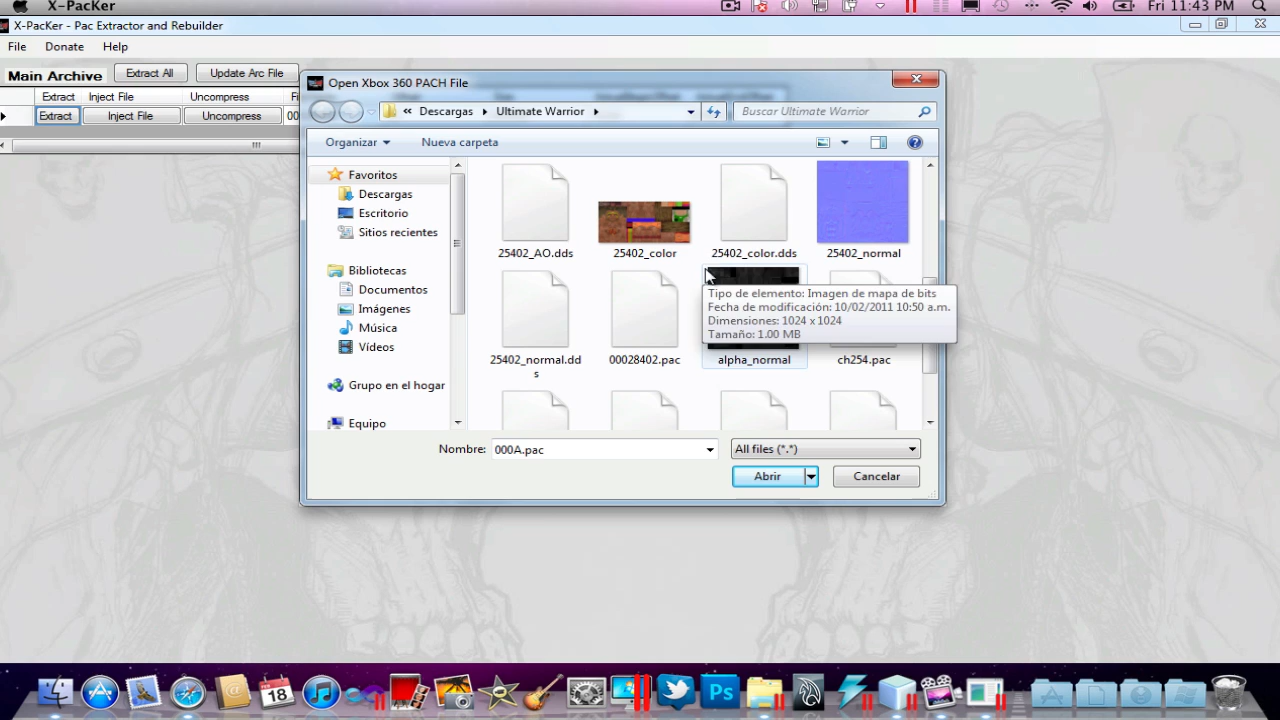 X-PacKer
Fri 11:43 PM
X-PacKer - Pac Extractor and Rebuilder
File Donate Help
Main Archive Extract All Update Arc File
Extract Inject File Uncompress
Extract Inject File Uncompress 00
Open Xbox 360 PACH File
« Descargas Ultimate Warrior
Buscar Ultimate Warrior
Organizar Nueva carpeta
Favoritos
Descargas
Escritorio
Sitios recientes
Bibliotecas
Documentos
Imágenes
Música
Vídeos
Grupo en el hogar
Equipo
25402_AO.dds 25402_color 25402_color.dds 25402_normal
Tipo de elemento: Imagen de mapa de bits
Fecha de modificación: 10/02/2011 10:50 a.m.
Dimensiones: 1024 x 1024
Tamaño: 1.00 MB
25402_normal.dd
s
00028402.pac alpha_normal ch254.pac
Nombre: 000A.pac All files (*.*)
Abrir Cancelar
FEB
18
Ps